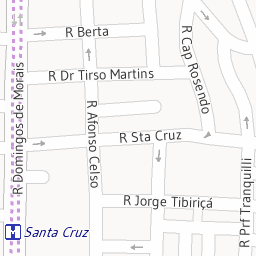 R Berta
R Cap Rosendo
R Dr Tirso Martins
R Domingos de Morais
R Afonso Celso
R Sta Cruz
R Prf Tranquilli
R Jorge Tibiriçá
Santa Cruz